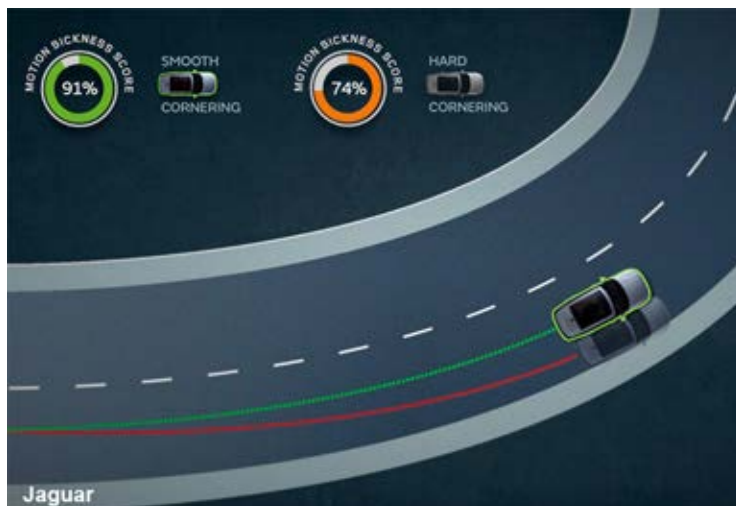 MOTION SICKNESS SCORE
91%
SMOOTH
CORNERING
MOTION SICKNESS SCORE
74%
HARD
CORNERING
Jaguar